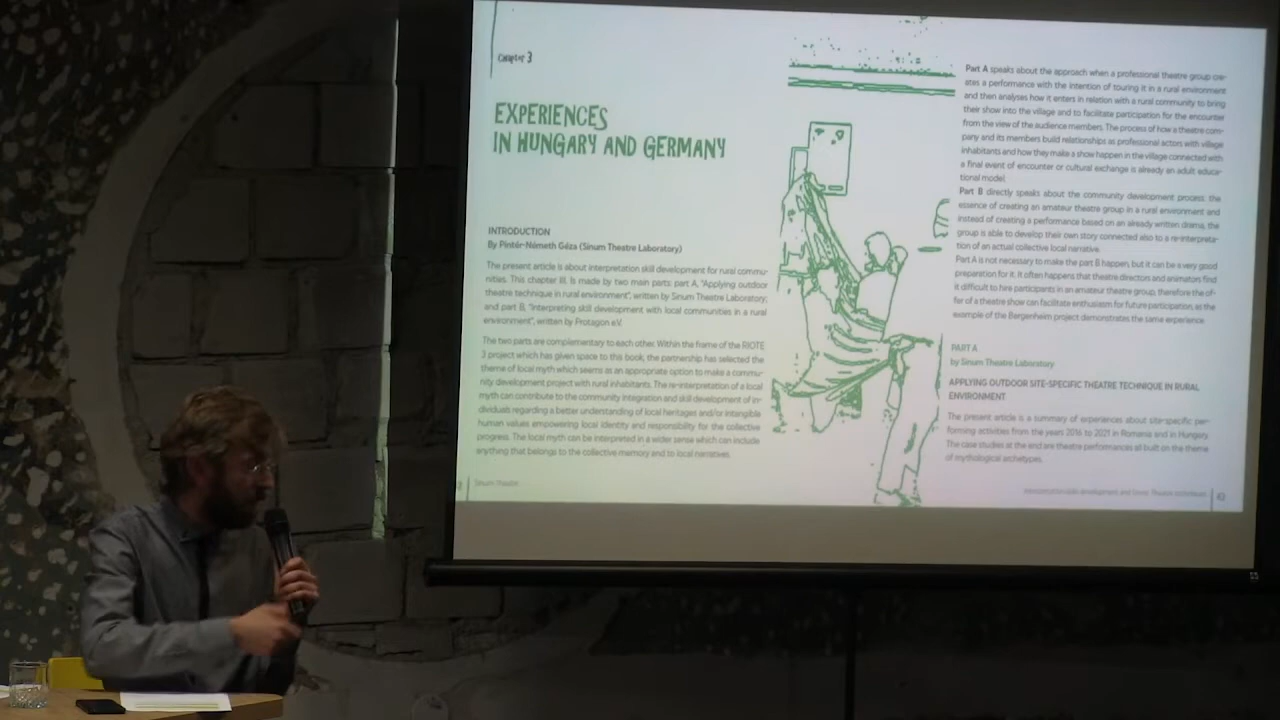 Chapter 3
EXPERIENCES
IN HUNGARY AND GERMANY
INTRODUCTION
By Pintér-Németh Géza (Sinum Theatre Laboratory)
The present article is about interpretation skill development for rural commu-
nities. This chapter III. is made by two main parts: part A, "Applying outdoor
theatre technique in rural environment", written by Sinum Theatre Laboratory;
and part B, "interpreting skill development with local communities in a rural
environment", written by Protagon e.V.
The two parts are complementary to each other. Within the frame of the RIOTE
3 project which has given space to this book, the partnership has selected the
theme of local myth which seems as an appropriate option to make a commu-
nity development project with rural inhabitants. The re-interpretation of a local
myth can contribute to the community integration and skill development of in-
dividuals regarding a better understanding of local heritages and/or intangible
human values empowering local identity and responsibility for the collective
progress. The local myth can be interpreted in a wider sense which can include
anything that belongs to the collective memory and to local narratives.
Sinum Theatre
Part A speaks about the approach when a professional theatre group cre-
ates a performance with the intention of touring it in a rural environment
and then analyses how it enters in relation with a rural community to bring
their show into the village and to facilitate participation for the encounter
from the view of the audience members. The process of how a theatre com-
pany and its members build relationships as professional actors with village
inhabitants and how they make a show happen in the village connected with
a final event of encounter or cultural exchange is already an adult educa-
tional model.
Part B directly speaks about the community development process: the
essence of creating an amateur theatre group in a rural environment and
instead of creating a performance based on an already written drama, the
group is able to develop their own story connected also to a re-interpreta-
tion of an actual collective local narrative.
Part A is not necessary to make the part B happen, but it can be a very good
preparation for it. It often happens that theatre directors and animators find
it difficult to hire participants in an amateur theatre group, therefore the of-
fer of a theatre show can facilitate enthusiasm for future participation, as the
example of the Bergenheim project demonstrates the same experience.
PART A
by Sinum Theatre Laboratory
APPLYING OUTDOOR SITE-SPECIFIC THEATRE TECHNIQUE IN RURAL
ENVIRONMENT
The present article is a summary of experiences about site-specific per-
forming activities from the years 2016 to 2021 in Romania and in Hungary.
The case studies at the end are theatre performances all built on the theme
of mythological archetypes.
development and Theatre 43